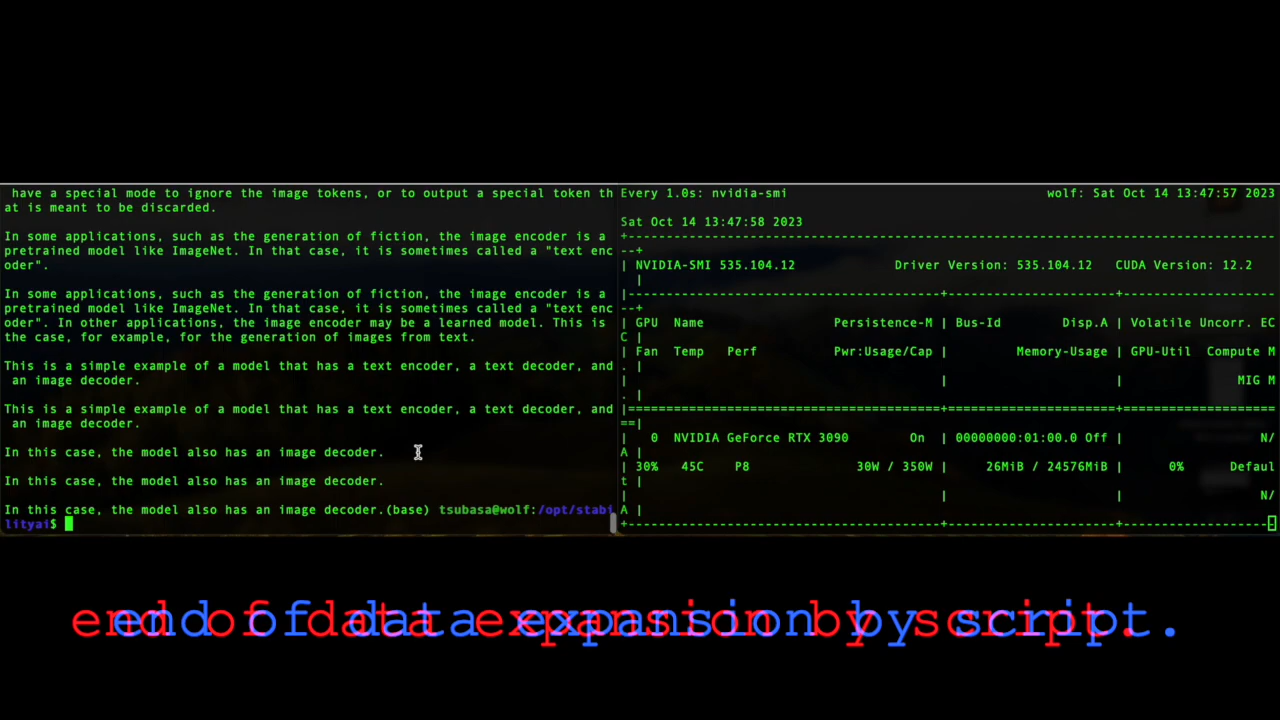 have a special mode to ignore the image tokens, or to output a special token th
at is meant to be discarded.
In some applications, such as the generation of fiction, the image encoder is a
pretrained model like ImageNet. In that case, it is sometimes called a "text enc
oder".
In some applications, such as the generation of fiction, the image encoder is a
pretrained model like ImageNet. In that case, it is sometimes called a "text enc
oder". In other applications, the image encoder may be a learned model. This is
the case, for example, for the generation of images from text.
This is a simple example of a model that has a text encoder, a text decoder, and
an image decoder.
This is a simple example of a model that has a text encoder, a text decoder, and
an image decoder.
In this case, the model also has an image decoder.
In this case, the model also has an image decoder.
In this case, the model also has an image decoder.(base) tsubasa@wolf:/opt/stabi
lityai$
Every 1.0s: nvidia-smi wolf: Sat Oct 14 13:47:57 2023
Sat Oct 14 13:47:58 2023
+-----------------------------------------------------------------------------
--+
| NVIDIA-SMI 535.104.12 Driver Version: 535.104.12 CUDA Version: 12.2
|
|-----------------------------------------+----------------------+--------------------
--+
| GPU Name Persistence-M | Bus-Id Disp.A | Volatile Uncorr. EC
C |
| Fan Temp Perf Pwr:Usage/Cap | Memory-Usage | GPU-Util Compute M
. |
| | | MIG M
. |
|=========================================+======================+====================
==|
| 0 NVIDIA GeForce RTX 3090 On | 00000000:01:00.0 Off | N/
A |
| 30% 45C P8 30W / 350W | 26MiB / 24576MiB | 0% Defaul
t |
| | | N/
A |
+-----------------------------------------+----------------------+--------------------
end of data expansion by script.